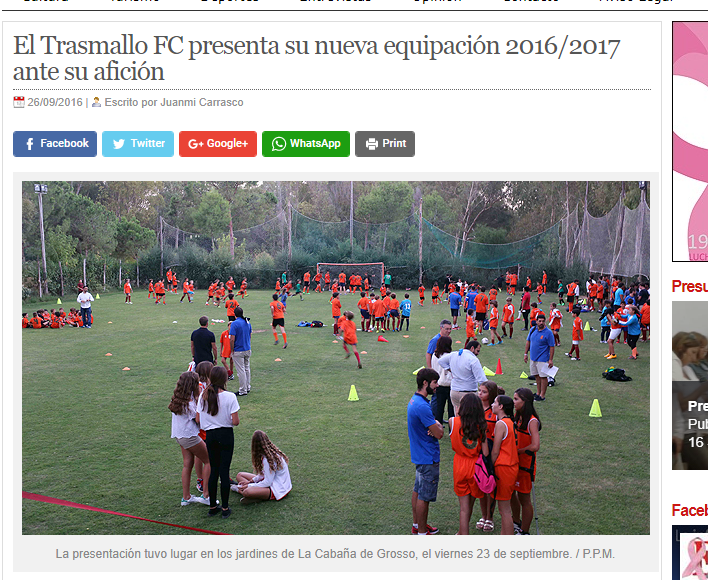 El Trasmallo FC presenta su nueva equipación 2016/2017
ante su afición
26/09/2016 | Escrito por Juanmi Carrasco
Facebook Twitter Google+ WhatsApp Print
La presentación tuvo lugar en los jardines de La Cabaña de Grosso, el viernes 23 de septiembre. / P.P.M.
19
LUCH
Presu
Pre
Pub
16
Faceb